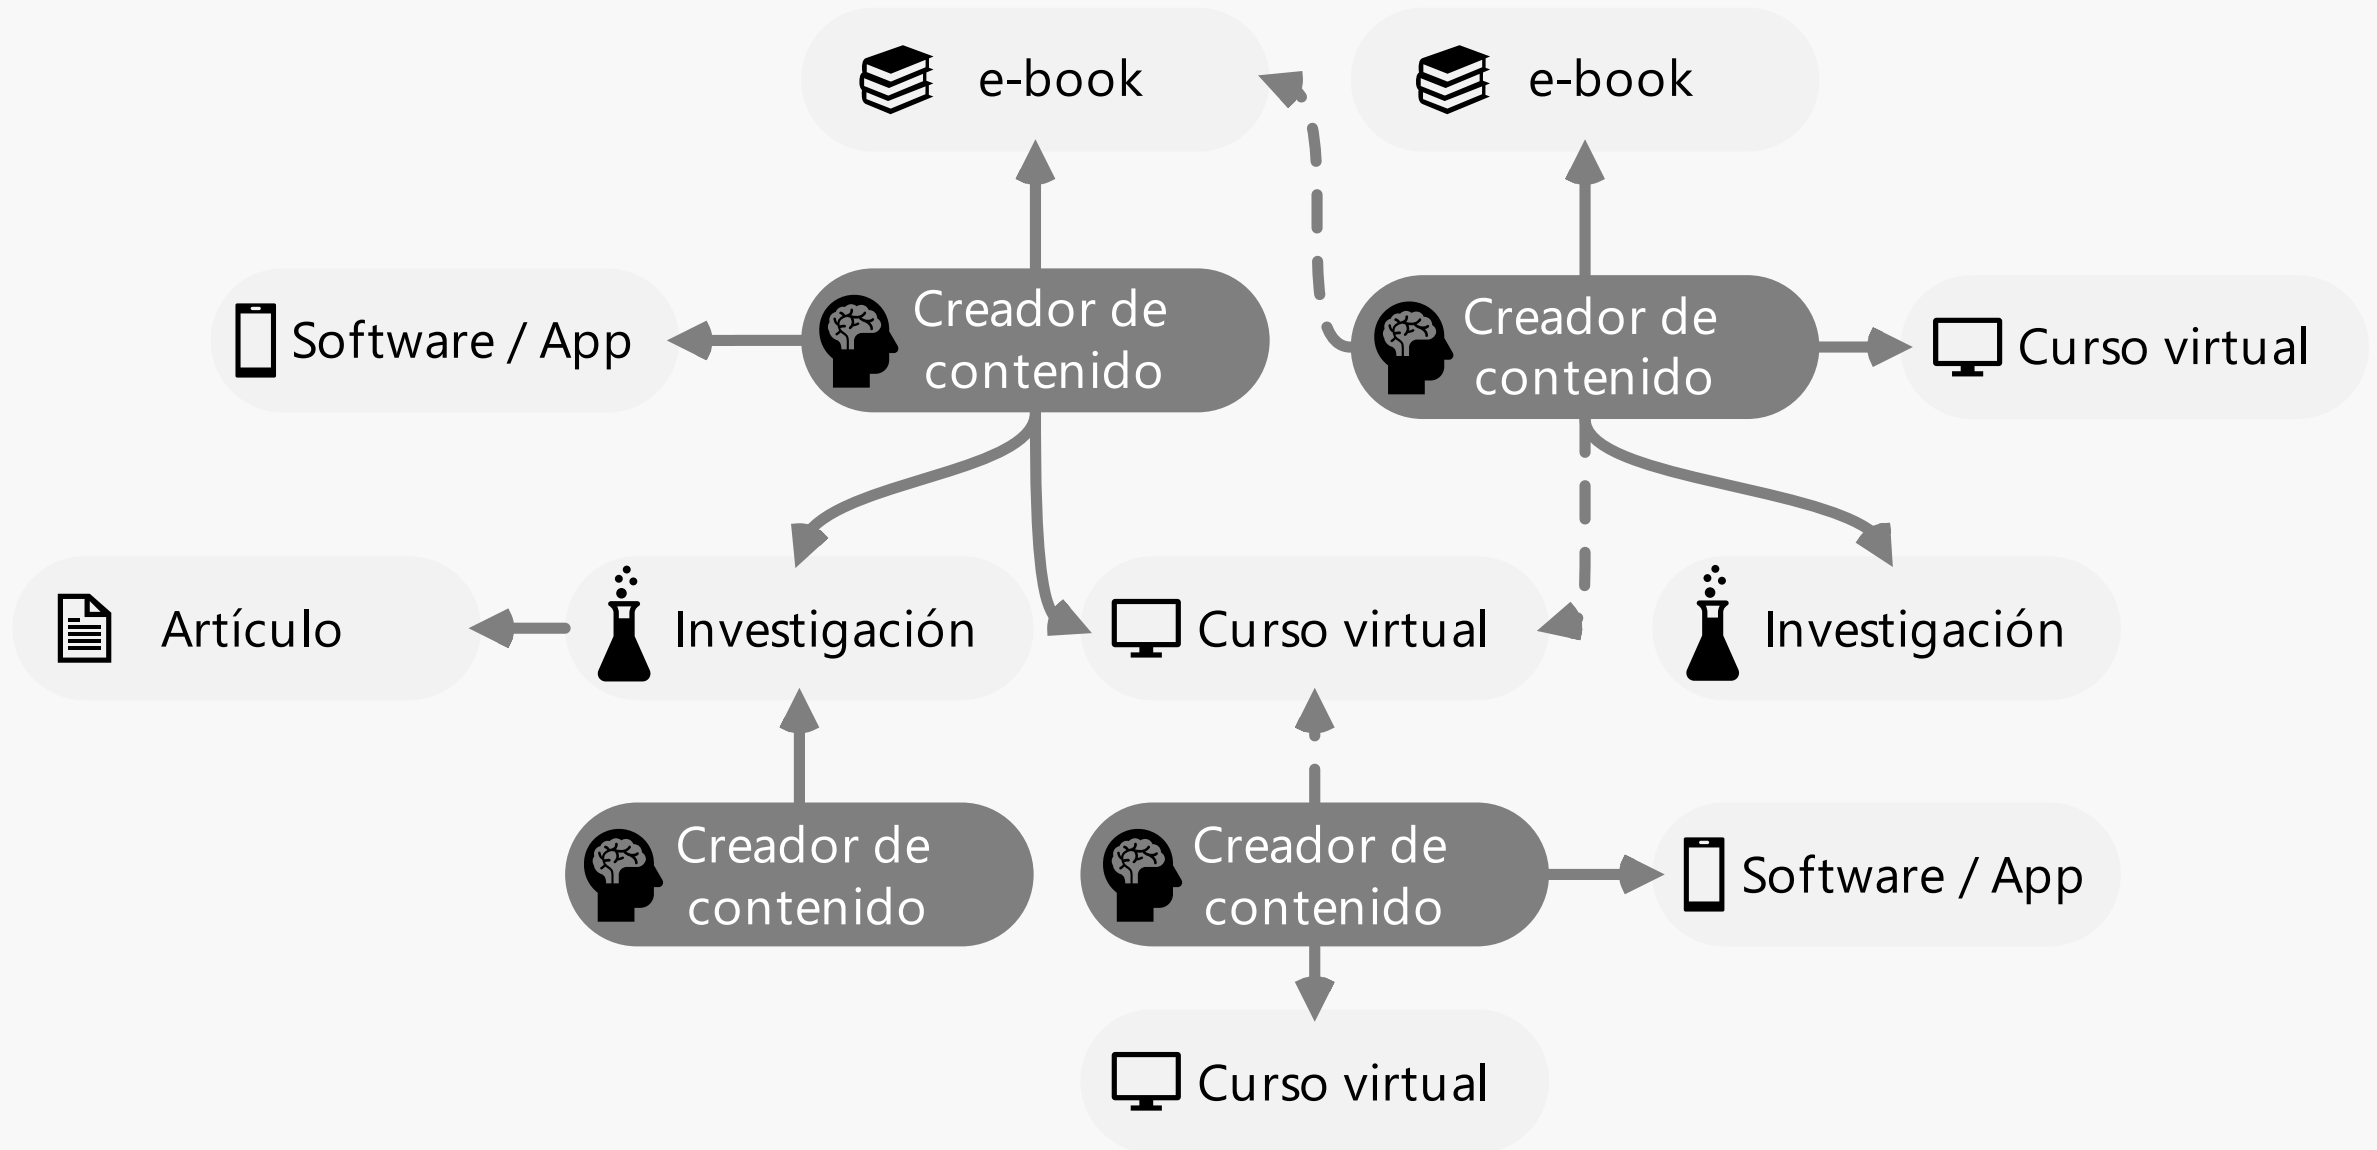 e-book
e-book
Software / App
Creador de
contenido
Creador de
contenido
Curso virtual
Artículo
Investigación
Curso virtual
Investigación
Creador de
contenido
Creador de
contenido
Software / App
Curso virtual